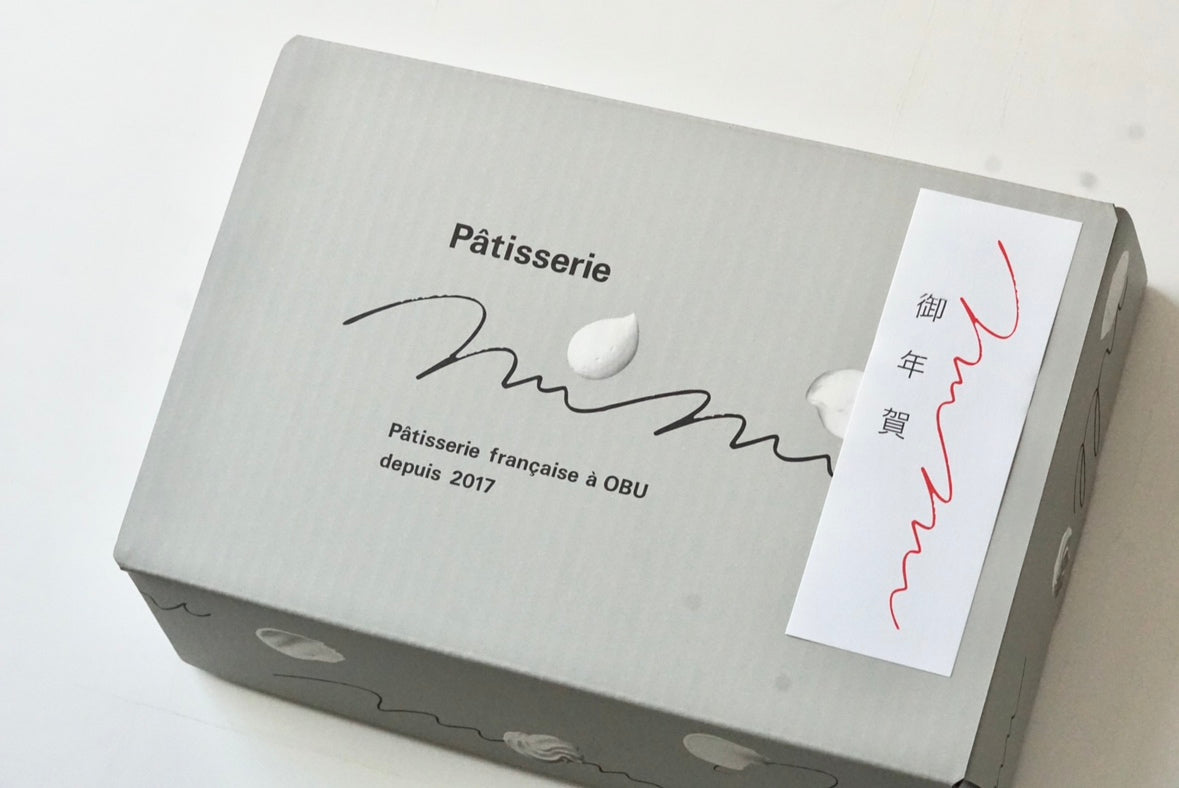 Pâtisserie
Pâtisserie française à OBU
depuis 2017
御年賀